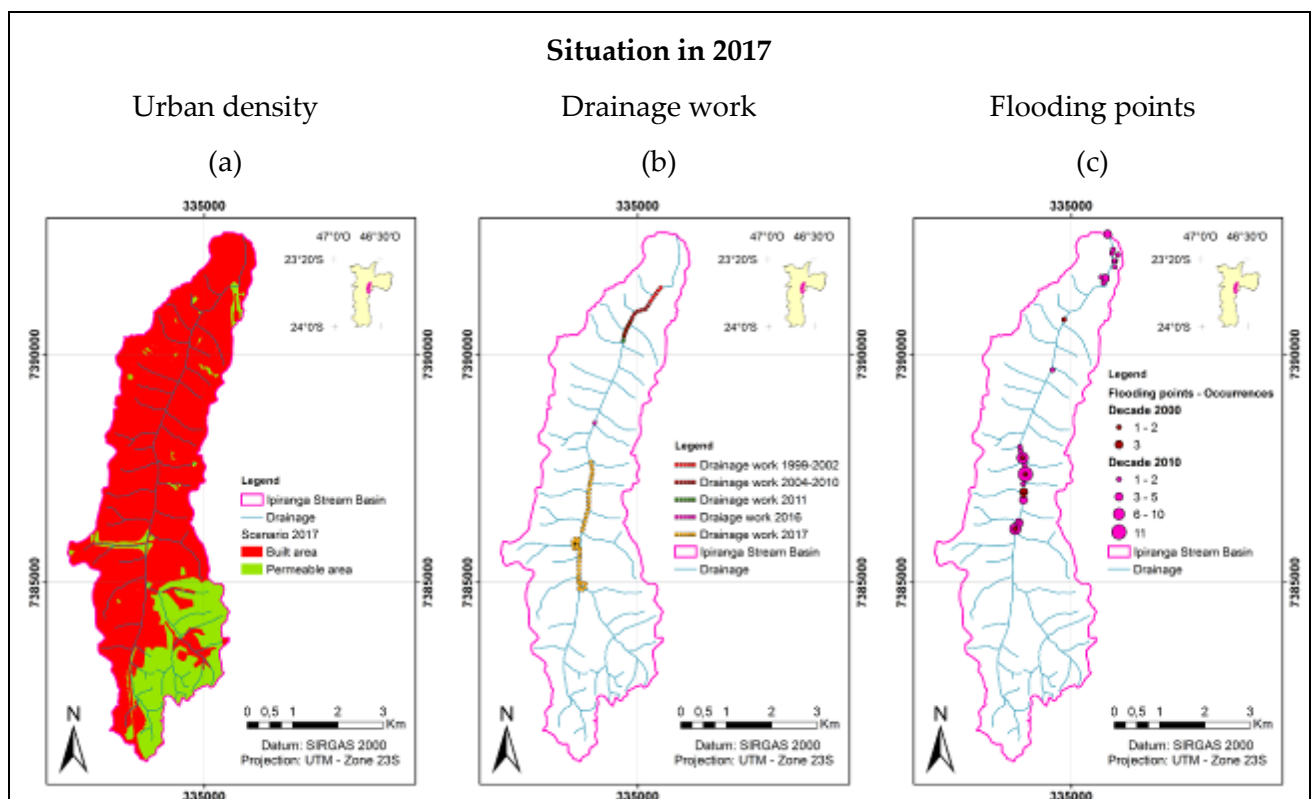 Situation in 2017
Urban density
(a)
335000
47°0'0 46°30'0
23°20'S
24°0'S
7390000
7390000
7385000
7385000
Legend
Ipiranga Stream Basin
Drainage
Scenario 2017
Built area
Permeable area
N
0 0,5 1 2 3
Km
Datum: SIRGAS 2000
Projection: UTM - Zone 23S
335000
Drainage work
(b)
335000
47°0'0 46°30'0
23°20'S
24°0'S
7390000
7390000
7385000
7385000
Legend
Drainage work 1999-2002
Drainage work 2004-2010
Drainage work 2011
Draiage work 2016
Drainage work 2017
Ipiranga Stream Basin
Drainage
N
0 0,5 1 2 3
Km
Datum: SIRGAS 2000
Projection: UTM - Zone 23S
335000
Flooding points
(c)
335000
47°0'0 46°30'0
23°20'S
24°0'S
7390000
7390000
7385000
7385000
Legend
Flooding points - Occurrences
Decade 2000
1 - 2
3
Decade 2010
1 - 2
3 - 5
6 - 10
11
Ipiranga Stream Basin
Drainage
N
0 0,5 1 2 3
Km
Datum: SIRGAS 2000
Projection: UTM - Zone 23S
335000